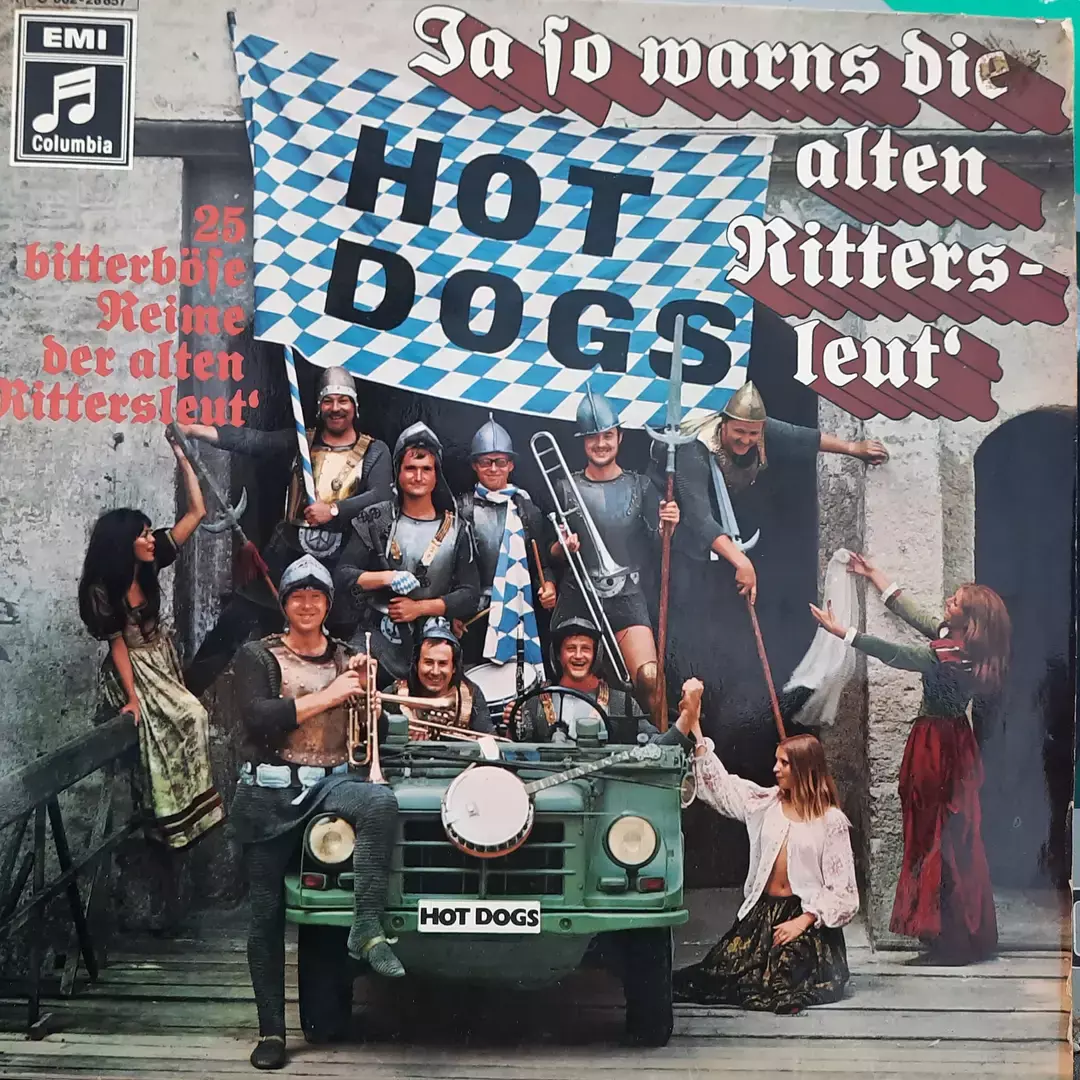 EMI
Columbia
Ja so warns die
alten
Ritters-
leut'
HOT
DOGS
25
bitterböse
Reime
der alten
Rittersleut'
HOT DOGS